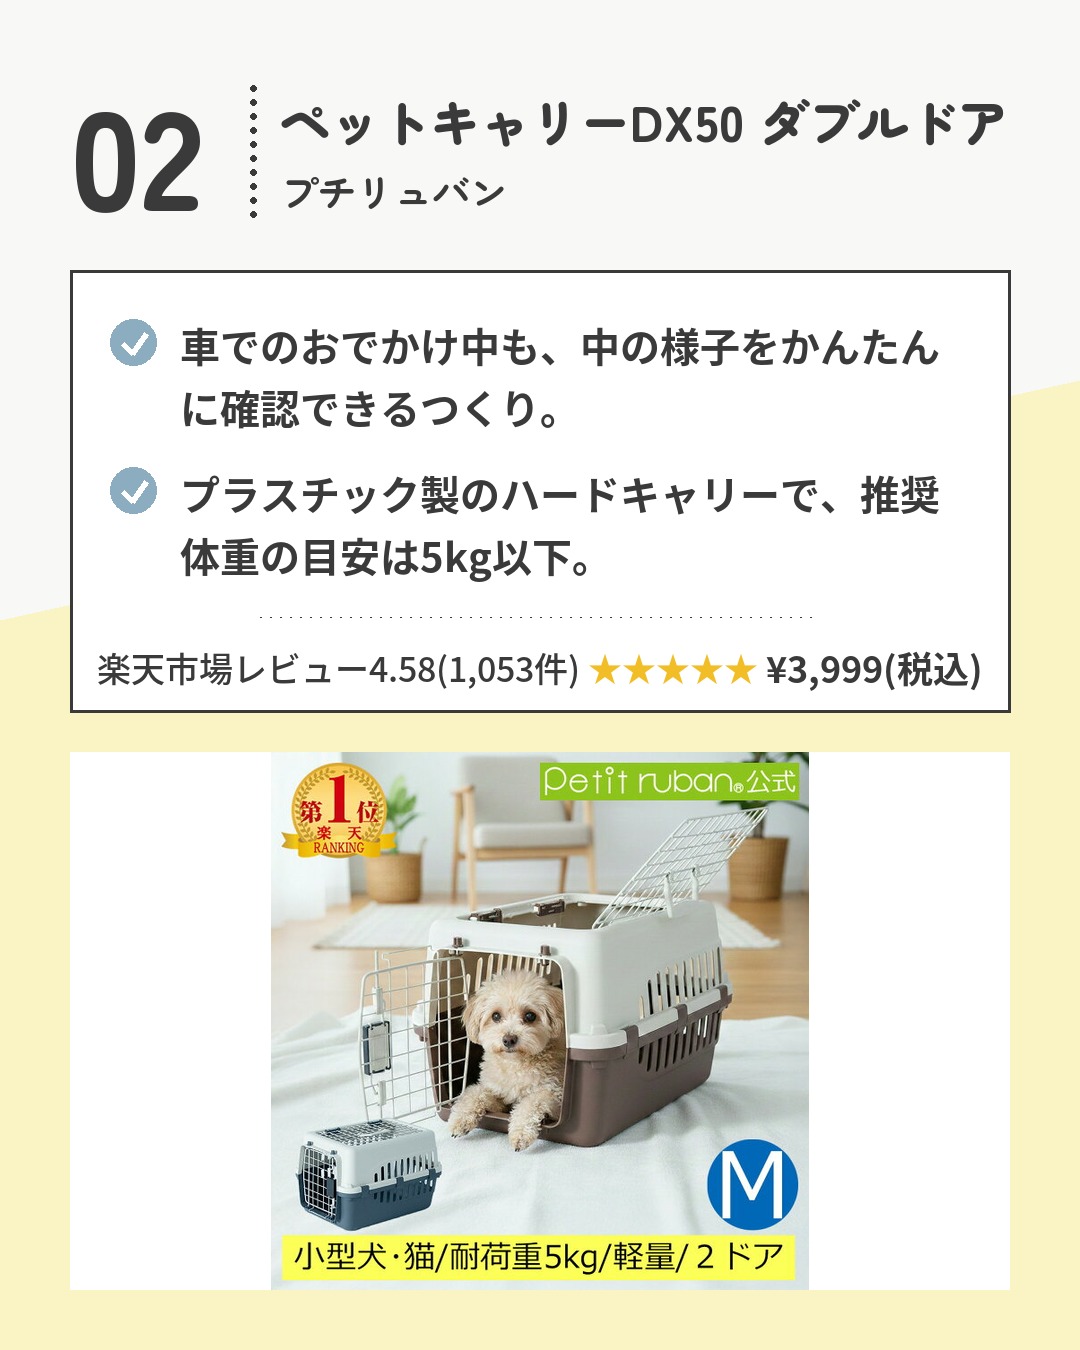 02
ペットキャリーDX50 ダブルドア
プチリュバン
車でのおでかけ中も、中の様子をかんたん
に確認できるつくり。
プラスチック製のハードキャリーで、推奨
体重の目安は5kg以下。
楽天市場レビュー4.58(1,053件) ★★★★★ ¥3,999(税込)
第1位
楽天
RANKING
Petit ruban®公式
M
小型犬・猫/耐荷重5kg/軽量/２ドア